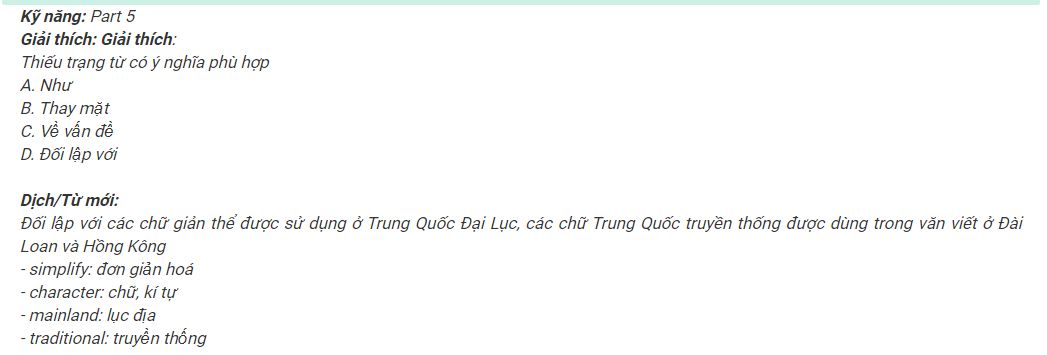 Kỹ năng: Part 5
Giải thích: Giải thích:
Thiếu trạng từ có ý nghĩa phù hợp
A. Như
B. Thay mặt
C. Về vấn đề
D. Đối lập với
Dịch/Từ mới:
Đối lập với các chữ giản thể được sử dụng ở Trung Quốc Đại Lục, các chữ Trung Quốc truyền thống được dùng trong văn viết ở Đài
Loan và Hồng Kông
- simplify: đơn giản hoá
- character: chữ, kí tự
- mainland: lục địa
- traditional: truyền thống